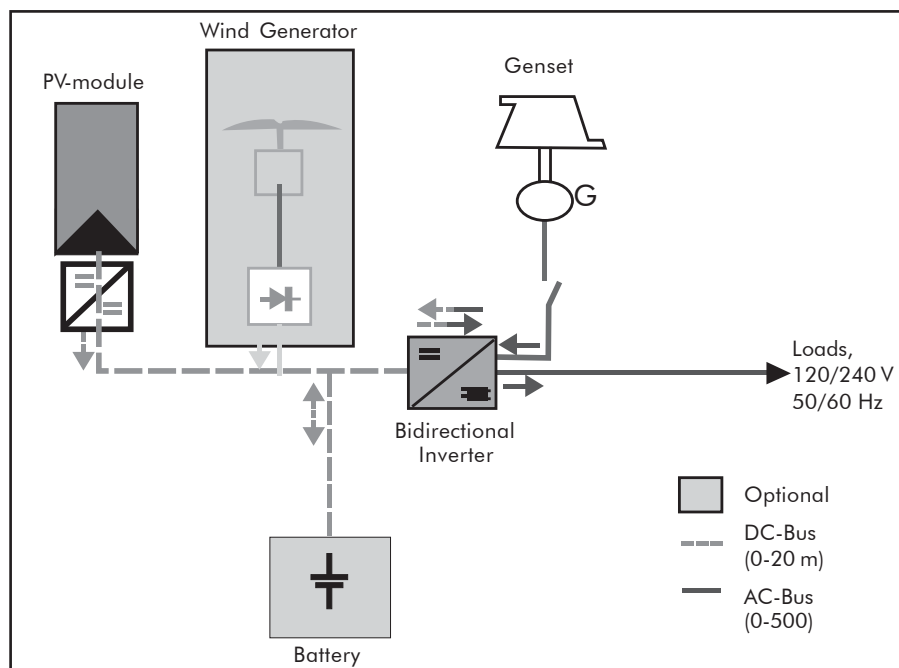 Wind Generator
PV-module
Genset
G
Loads,
120/240 V
50/60 Hz
Bidirectional
Inverter
Optional
DC-Bus
(0-20 m)
AC-Bus
(0-500)
Battery